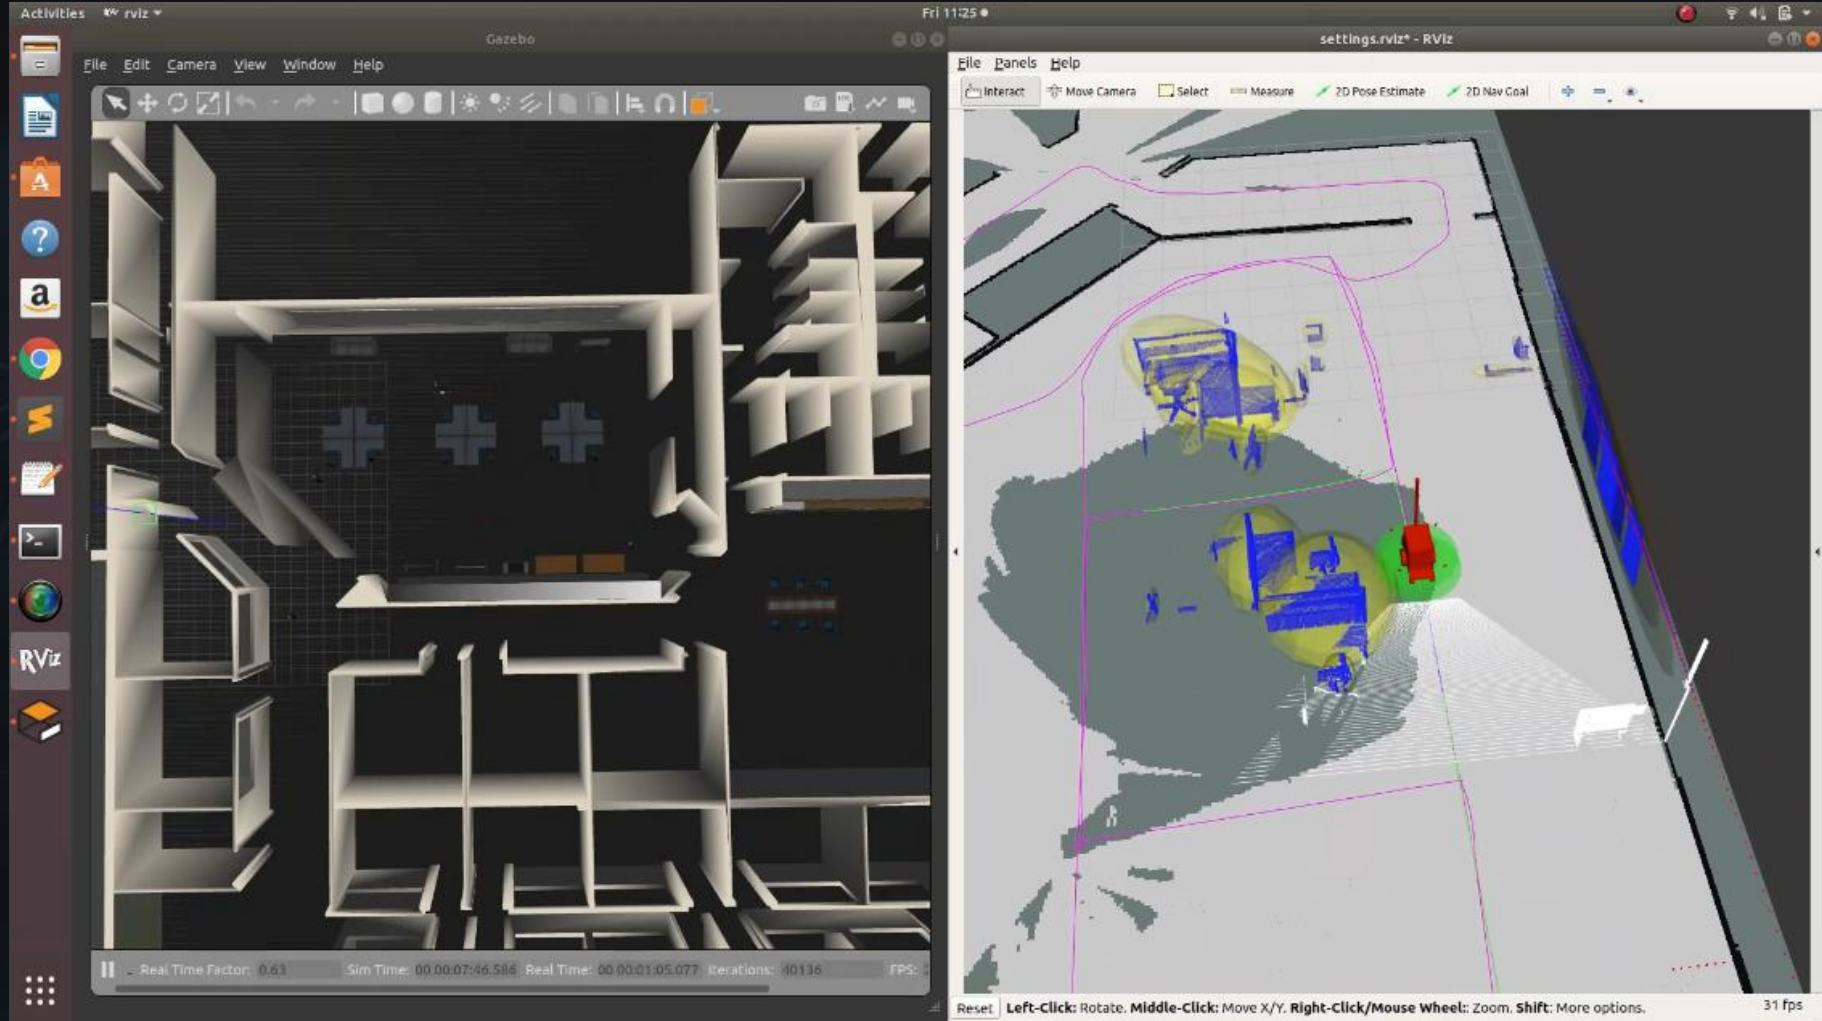 Activities
rviz
Fri 11:25
Gazebo
File Edit Camera View Window Help
Real Time Factor: 0.63 Sim Time: 00 00:07:46.586 Real Time: 00 00:01:05.077 Iterations: 40136 FPS:
settings.rviz* - RViz
File Panels Help
Interact Move Camera Select Measure 2D Pose Estimate 2D Nav Goal
Reset Left-Click: Rotate. Middle-Click: Move X/Y. Right-Click/Mouse Wheel:: Zoom. Shift: More options. 31 fps
a
RViz